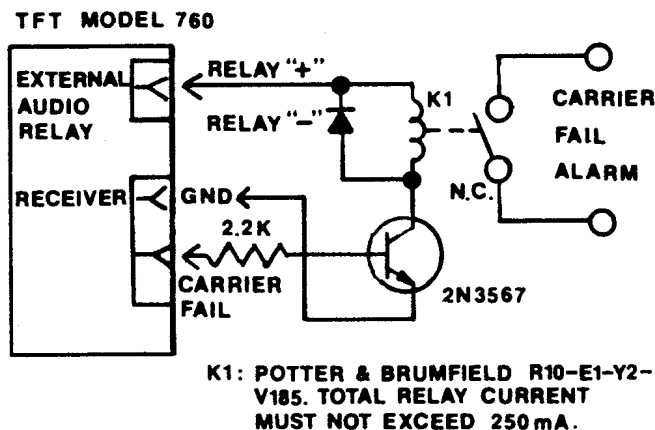 TFT MODEL 760
EXTERNAL
AUDIO
RELAY
RELAY "+"
RELAY "-"
K1
CARRIER
FAIL
ALARM
N.C.
RECEIVER
GND
2.2K
CARRIER
FAIL
2N3567
K1: POTTER & BRUMFIELD R10-E1-Y2-
V185. TOTAL RELAY CURRENT
MUST NOT EXCEED 250mA.